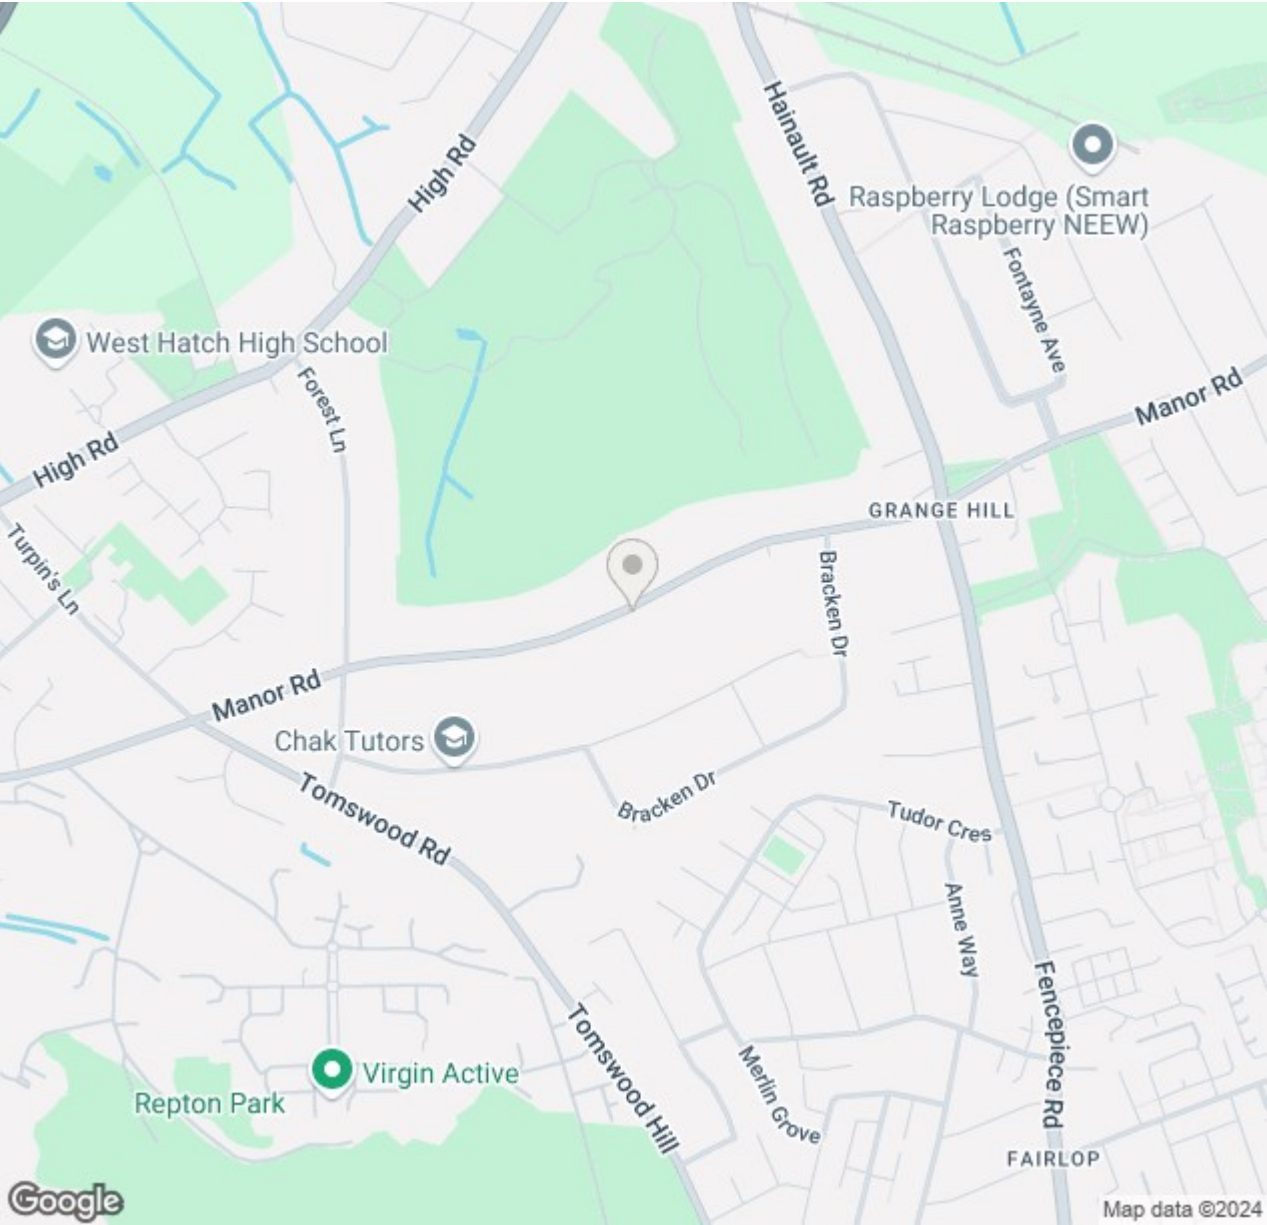 High Rd
Hainault Rd
Raspberry Lodge (Smart
Raspberry NEEW)
Fontayne Ave
West Hatch High School
Forest Ln
Manor Rd
High Rd
GRANGE HILL
Turpin's Ln
Bracken Dr
Manor Rd
Chak Tutors
Bracken Dr
Tomswood Rd
Tudor Cres
Anne Way
Fencepiece Rd
Tomswood Hill
Merlin Grove
Virgin Active
Repton Park
FAIRLOP
Google
Map data ©2024